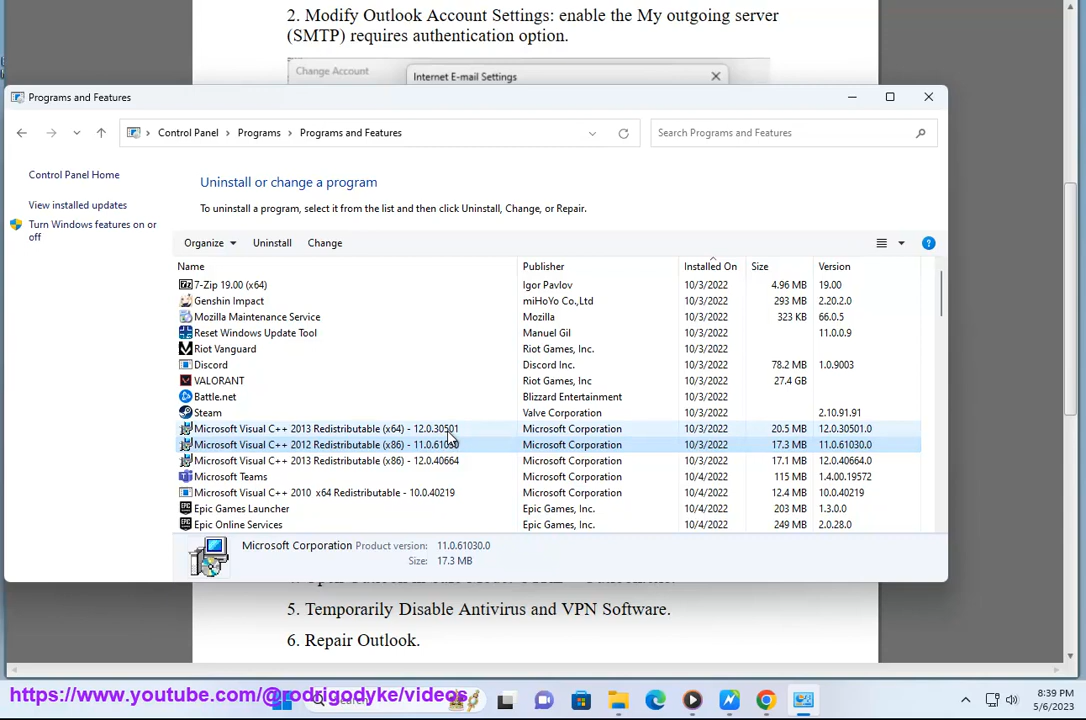 2. Modify Outlook Account Settings: enable the My outgoing server
(SMTP) requires authentication option.
Change Account
Internet E-mail Settings
Programs and Features
Control Panel > Programs > Programs and Features
Search Programs and Features
Control Panel Home
View installed updates
Turn Windows features on or
off
Uninstall or change a program
To uninstall a program, select it from the list and then click Uninstall, Change, or Repair.
Organize Uninstall Change
Name Publisher Installed On Size Version
7-Zip 19.00 (x64) Igor Pavlov 10/3/2022 4.96 MB 19.00
Genshin Impact miHoYo Co.,Ltd 10/3/2022 293 MB 2.20.2.0
Mozilla Maintenance Service Mozilla 10/3/2022 323 KB 66.0.5
Reset Windows Update Tool Manuel Gil 10/3/2022 11.0.0.9
Riot Vanguard Riot Games, Inc. 10/3/2022
Discord Discord Inc. 10/3/2022 78.2 MB 1.0.9003
VALORANT Riot Games, Inc 10/3/2022 27.4 GB
Battle.net Blizzard Entertainment 10/3/2022
Steam Valve Corporation 10/3/2022 2.10.91.91
Microsoft Visual C++ 2013 Redistributable (x64) - 12.0.30501 Microsoft Corporation 10/3/2022 20.5 MB 12.0.30501.0
Microsoft Visual C++ 2012 Redistributable (x86) - 11.0.61030 Microsoft Corporation 10/3/2022 17.3 MB 11.0.61030.0
Microsoft Visual C++ 2013 Redistributable (x86) - 12.0.40664 Microsoft Corporation 10/3/2022 17.1 MB 12.0.40664.0
Microsoft Teams Microsoft Corporation 10/4/2022 115 MB 1.4.00.19572
Microsoft Visual C++ 2010 x64 Redistributable - 10.0.40219 Microsoft Corporation 10/4/2022 12.4 MB 10.0.40219
Epic Games Launcher Epic Games, Inc. 10/4/2022 203 MB 1.3.0.0
Epic Online Services Epic Games, Inc. 10/4/2022 249 MB 2.0.28.0
Microsoft Corporation Product version: 11.0.61030.0
Size: 17.3 MB
5. Temporarily Disable Antivirus and VPN Software.
6. Repair Outlook.
https://www.youtube.com/@rodrigodyke/videos
Search
8:39 PM
5/6/2023